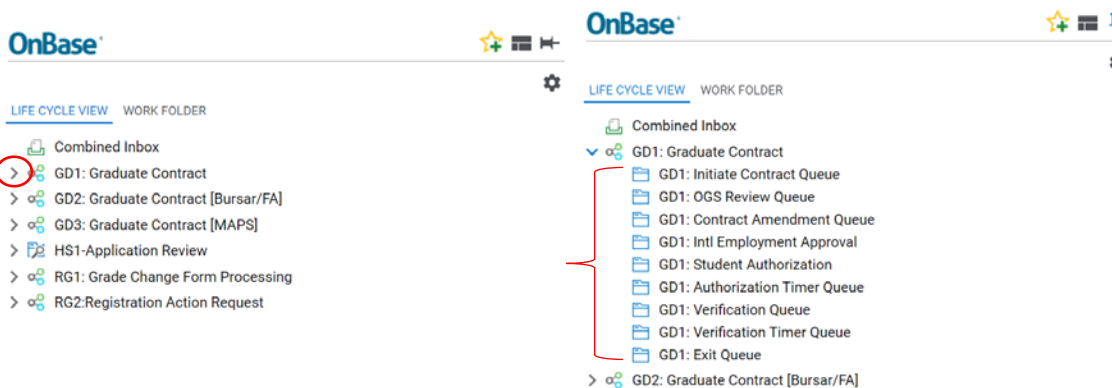 OnBase
LIFE CYCLE VIEW WORK FOLDER
Combined Inbox
GD1: Graduate Contract
GD2: Graduate Contract [Bursar/FA]
GD3: Graduate Contract [MAPS]
HS1-Application Review
RG1: Grade Change Form Processing
RG2:Registration Action Request
OnBase
LIFE CYCLE VIEW WORK FOLDER
Combined Inbox
GD1: Graduate Contract
GD1: Initiate Contract Queue
GD1: OGS Review Queue
GD1: Contract Amendment Queue
GD1: Intl Employment Approval
GD1: Student Authorization
GD1: Authorization Timer Queue
GD1: Verification Queue
GD1: Verification Timer Queue
GD1: Exit Queue
GD2: Graduate Contract [Bursar/FA]